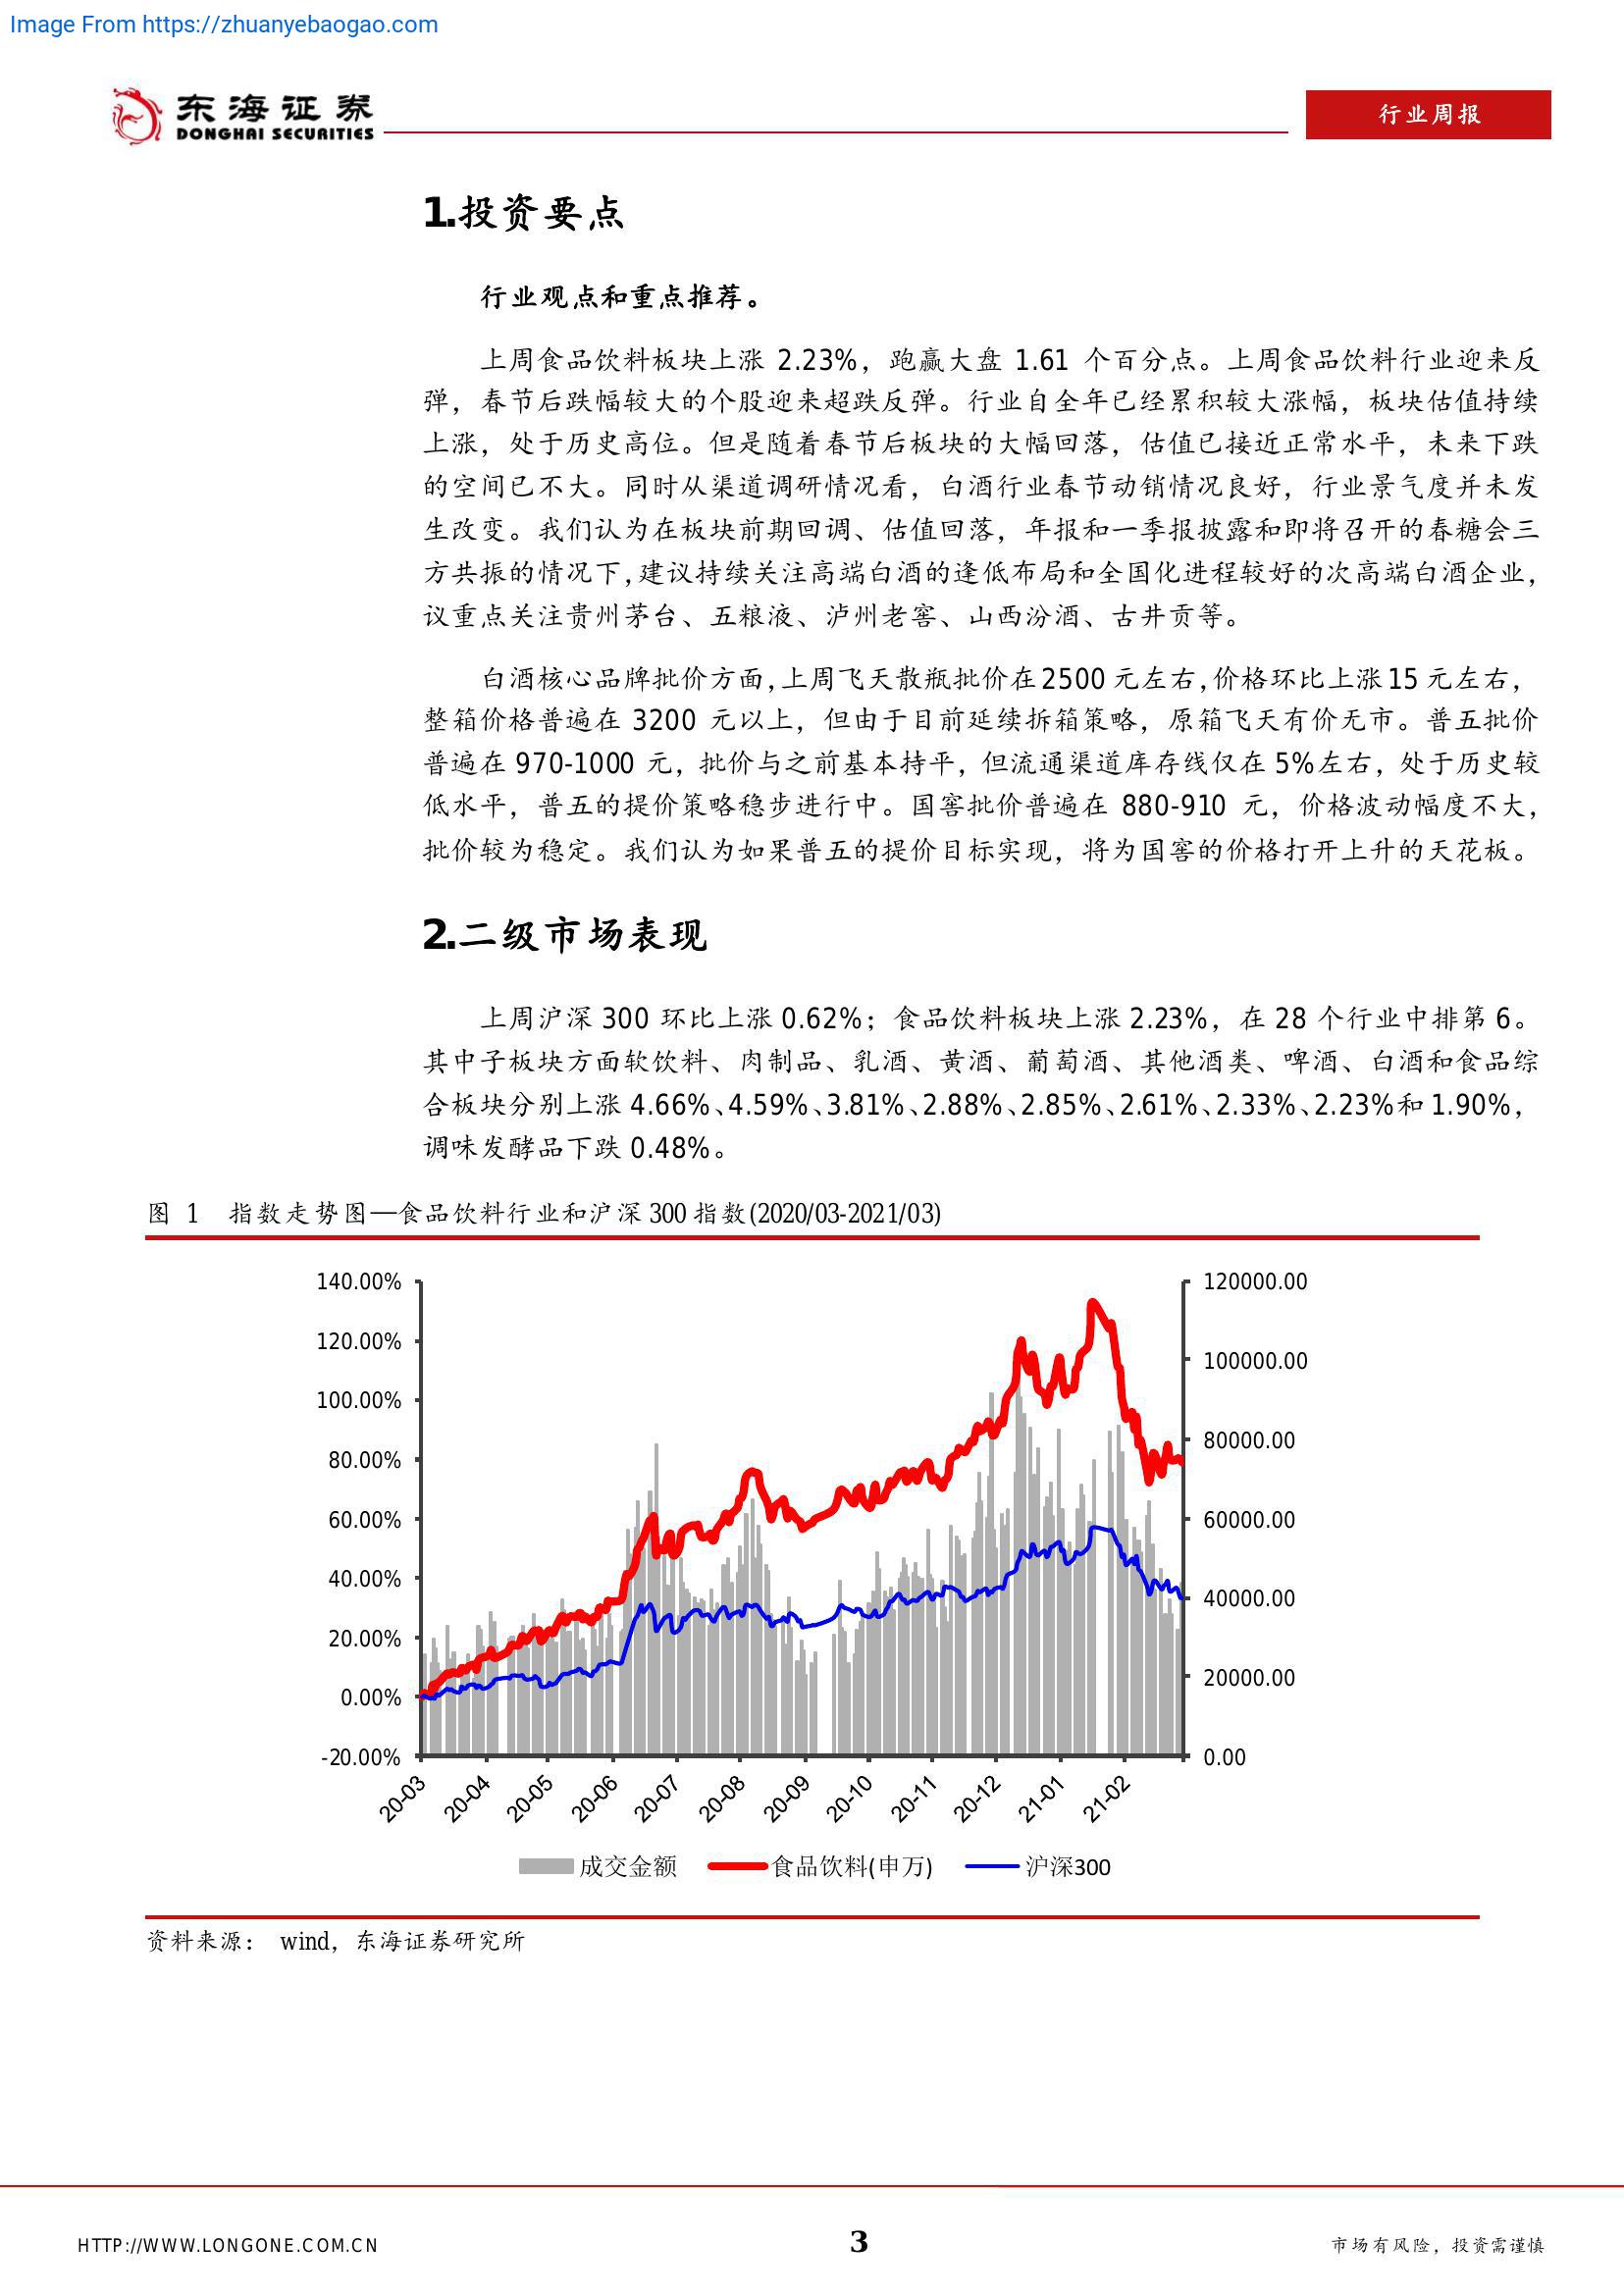 Image From https://zhuanyebaogao.com
东海证券
DONGHAI SECURITIES
行业周报
1.投资要点
行业观点和重点推荐。
上周食品饮料板块上涨 2.23%，跑赢大盘 1.61 个百分点。上周食品饮料行业迎来反
弹，春节后跌幅较大的个股迎来超跌反弹。行业自全年已经累积较大涨幅，板块估值持续
上涨，处于历史高位。但是随着春节后板块的大幅回落，估值已接近正常水平，未来下跌
的空间已不大。同时从渠道调研情况看，白酒行业春节动销情况良好，行业景气度并未发
生改变。我们认为在板块前期回调、估值回落，年报和一季报披露和即将召开的春糖会三
方共振的情况下，建议持续关注高端白酒的逢低布局和全国化进程较好的次高端白酒企业，
议重点关注贵州茅台、五粮液、泸州老窖、山西汾酒、古井贡等。
白酒核心品牌批价方面，上周飞天散瓶批价在 2500 元左右，价格环比上涨 15 元左右，
整箱价格普遍在 3200 元以上，但由于目前延续拆箱策略，原箱飞天有价无市。普五批价
普遍在 970-1000 元，批价与之前基本持平，但流通渠道库存线仅在 5%左右，处于历史较
低水平，普五的提价策略稳步进行中。国窖批价普遍在 880-910 元，价格波动幅度不大，
批价较为稳定。我们认为如果普五的提价目标实现，将为国窖的价格打开上升的天花板。
2.二级市场表现
上周沪深 300 环比上涨 0.62%；食品饮料板块上涨 2.23%，在 28 个行业中排第 6。
其中子板块方面软饮料、肉制品、乳酒、黄酒、葡萄酒、其他酒类、啤酒、白酒和食品综
合板块分别上涨 4.66%、4.59%、3.81%、2.88%、2.85%、2.61%、2.33%、2.23%和 1.90%，
调味发酵品下跌 0.48%。
图 1 指数走势图—食品饮料行业和沪深 300 指数(2020/03-2021/03)
140.00%
120.00%
100.00%
80.00%
60.00%
40.00%
20.00%
0.00%
-20.00%
120000.00
100000.00
80000.00
60000.00
40000.00
20000.00
0.00
20-03
20-04
20-05
20-06
20-07
20-08
20-09
20-10
20-11
20-12
21-01
21-02
成交金额 食品饮料(申万) 沪深300
资料来源： wind，东海证券研究所
HTTP://WWW.LONGONE.COM.CN
3
市场有风险，投资需谨慎